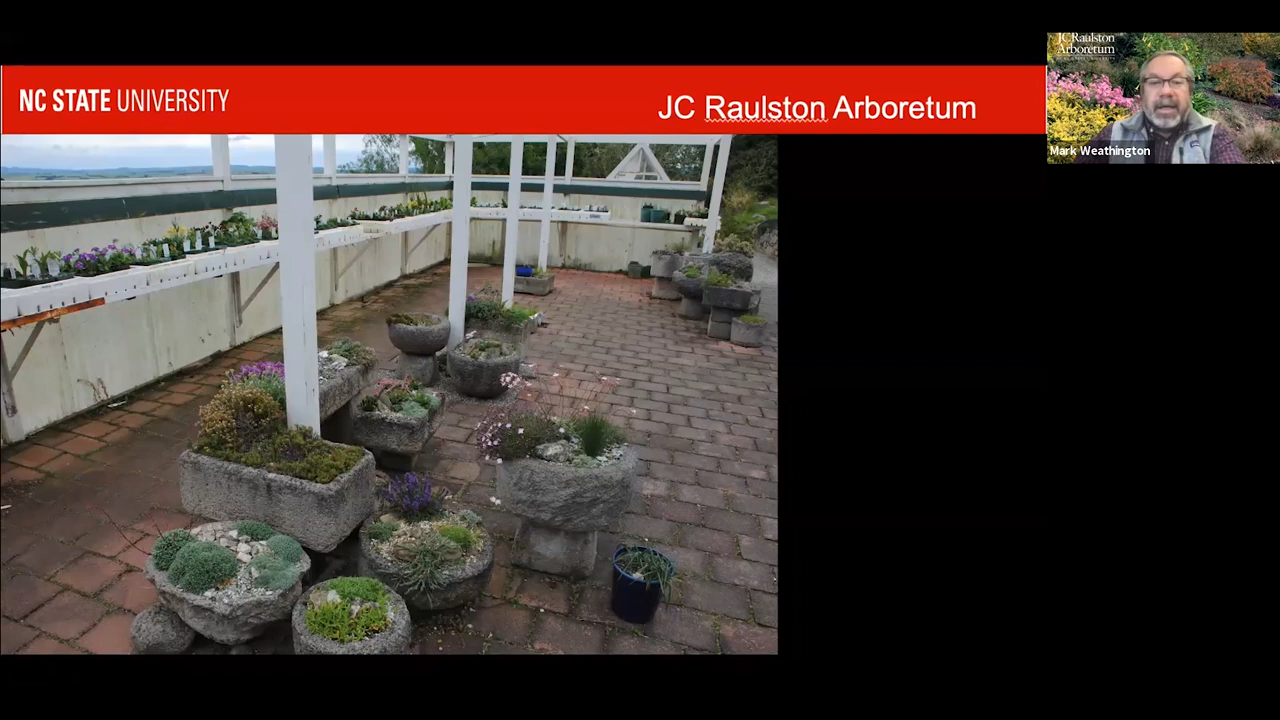 NC STATE UNIVERSITY
JC Raulston Arboretum
JC Raulston
Arboretum
Mark Weathington